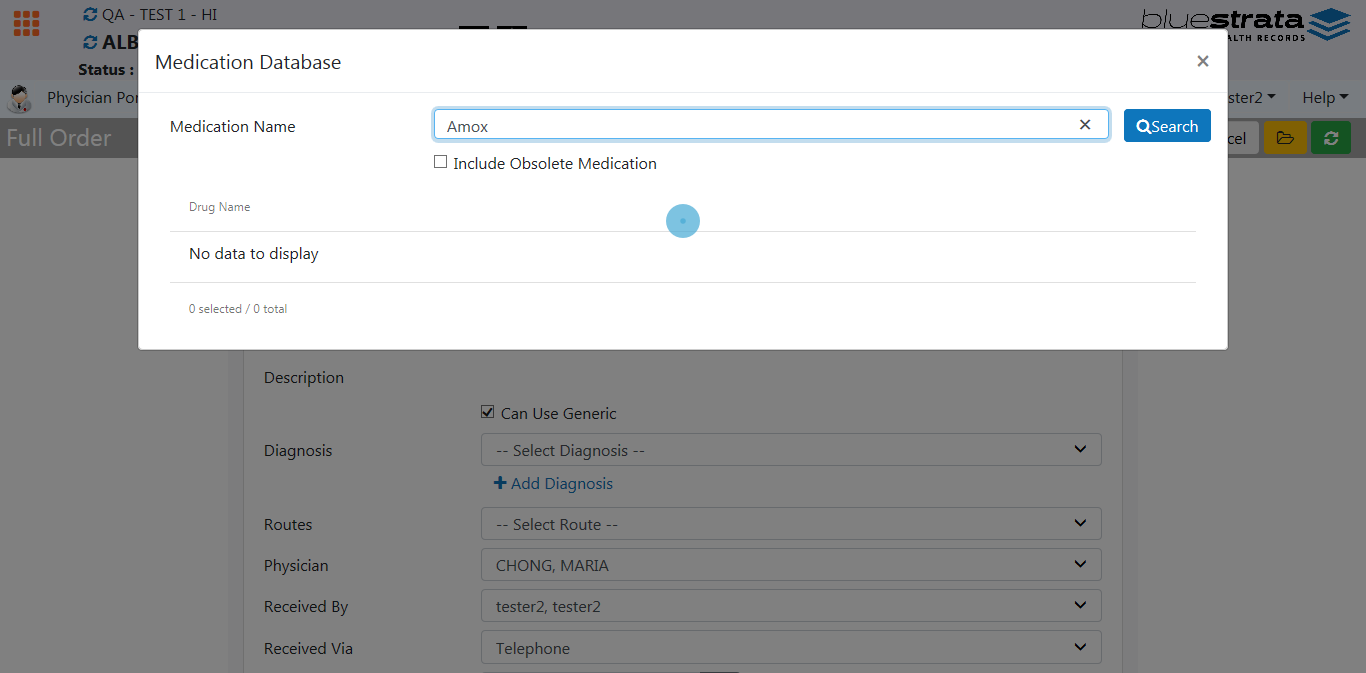 QA - TEST 1 - HI
bluestrata
ALTH RECORDS
ALB
Status :
Medication Database
×
Physician Por
ster2
Help
Medication Name
Amox
Search
Full Order
cel
Include Obsolete Medication
Drug Name
No data to display
0 selected / 0 total
Description
Can Use Generic
Diagnosis
-- Select Diagnosis --
Add Diagnosis
Routes
-- Select Route --
Physician
CHONG, MARIA
Received By
tester2, tester2
Received Via
Telephone